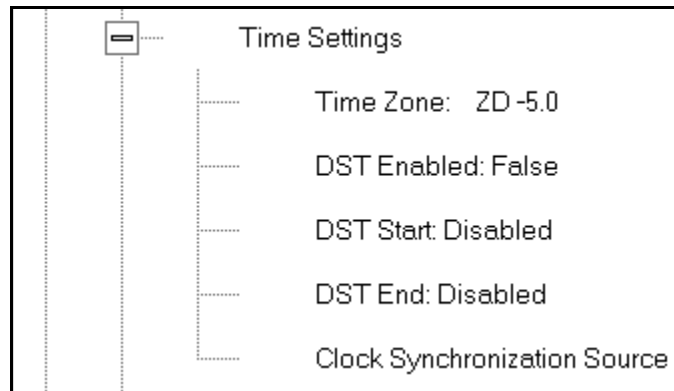 Time Settings
Time Zone: ZD -5.0
DST Enabled: False
DST Start: Disabled
DST End: Disabled
Clock Synchronization Source